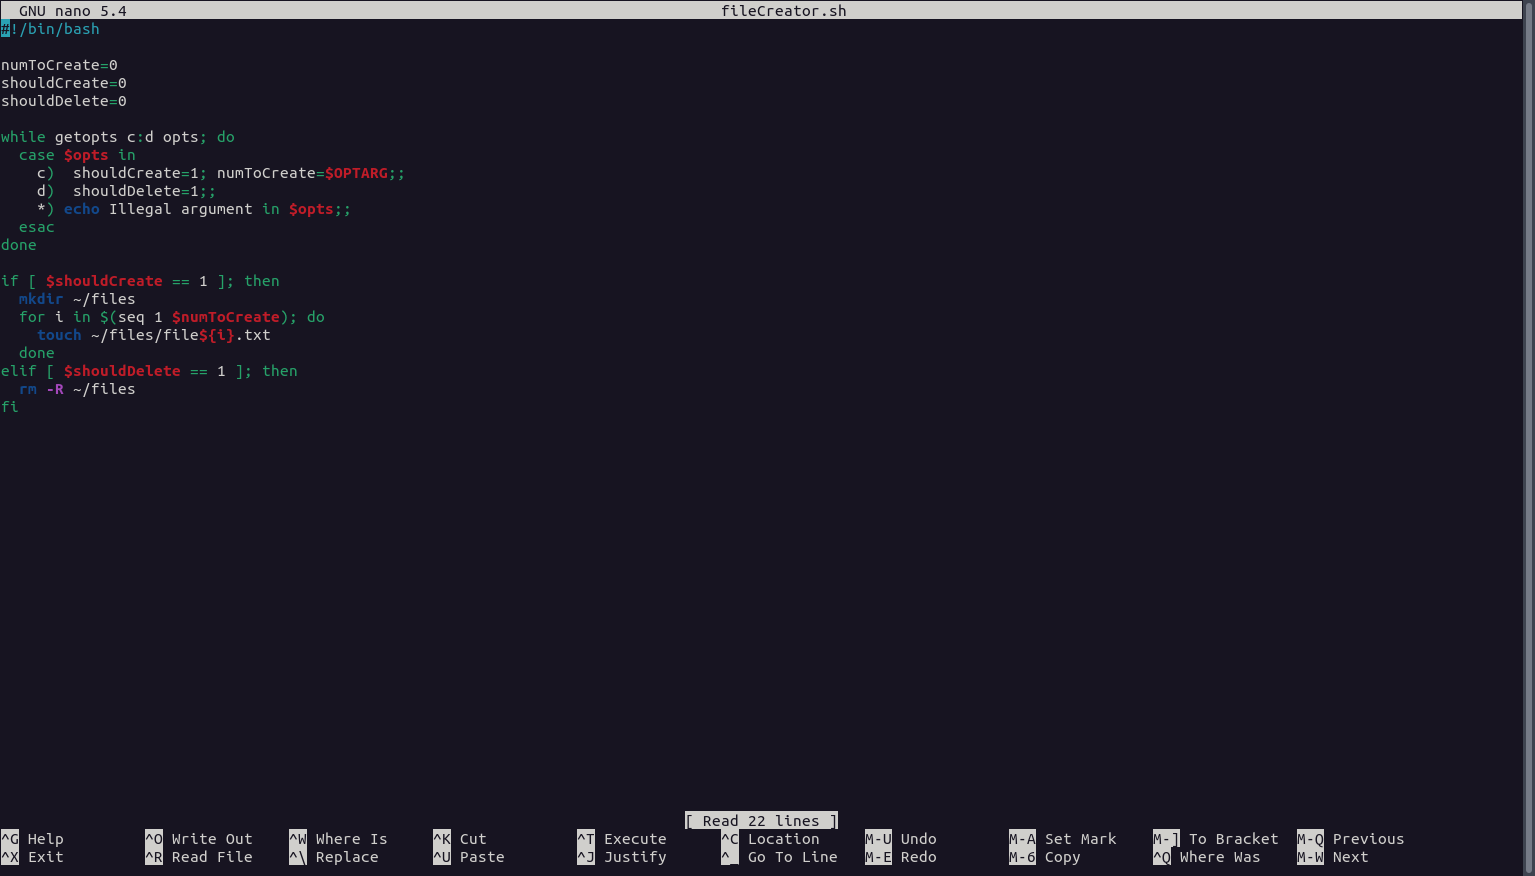 GNU nano 5.4 fileCreator.sh
#!/bin/bash

numToCreate=0
shouldCreate=0
shouldDelete=0

while getopts c:d opts; do
  case $opts in
    c)  shouldCreate=1; numToCreate=$OPTARG;;
    d)  shouldDelete=1;;
    *) echo Illegal argument in $opts;;
  esac
done

if [ $shouldCreate == 1 ]; then
  mkdir ~/files
  for i in $(seq 1 $numToCreate); do
    touch ~/files/file${i}.txt
  done
elif [ $shouldDelete == 1 ]; then
  rm -R ~/files
fi

[ Read 22 lines ]
^G Help ^O Write Out ^W Where Is ^K Cut ^T Execute ^C Location M-U Undo M-A Set Mark M-] To Bracket M-Q Previous
^X Exit ^R Read File ^\ Replace ^U Paste ^J Justify ^_ Go To Line M-E Redo M-6 Copy ^Q Where Was M-W Next